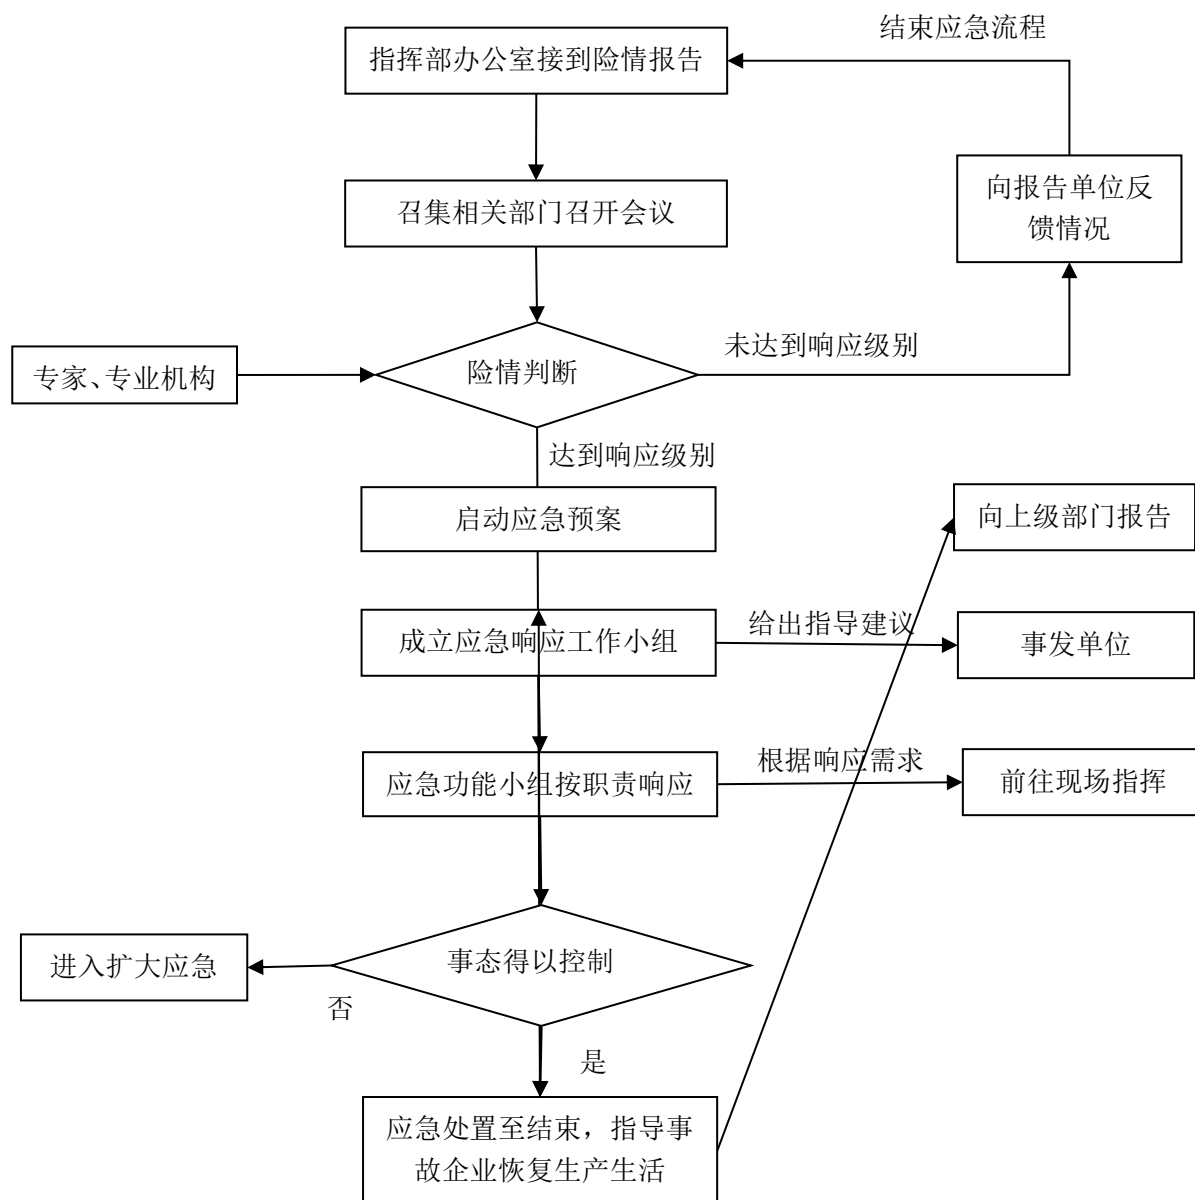 结束应急流程
指挥部办公室接到险情报告
向报告单位反
馈情况
召集相关部门召开会议
未达到响应级别
险情判断
专家、专业机构
达到响应级别
启动应急预案
向上级部门报告
成立应急响应工作小组
给出指导建议
事发单位
应急功能小组按职责响应
根据响应需求
前往现场指挥
事态得以控制
进入扩大应急
否
是
应急处置至结束，指导事
故企业恢复生产生活